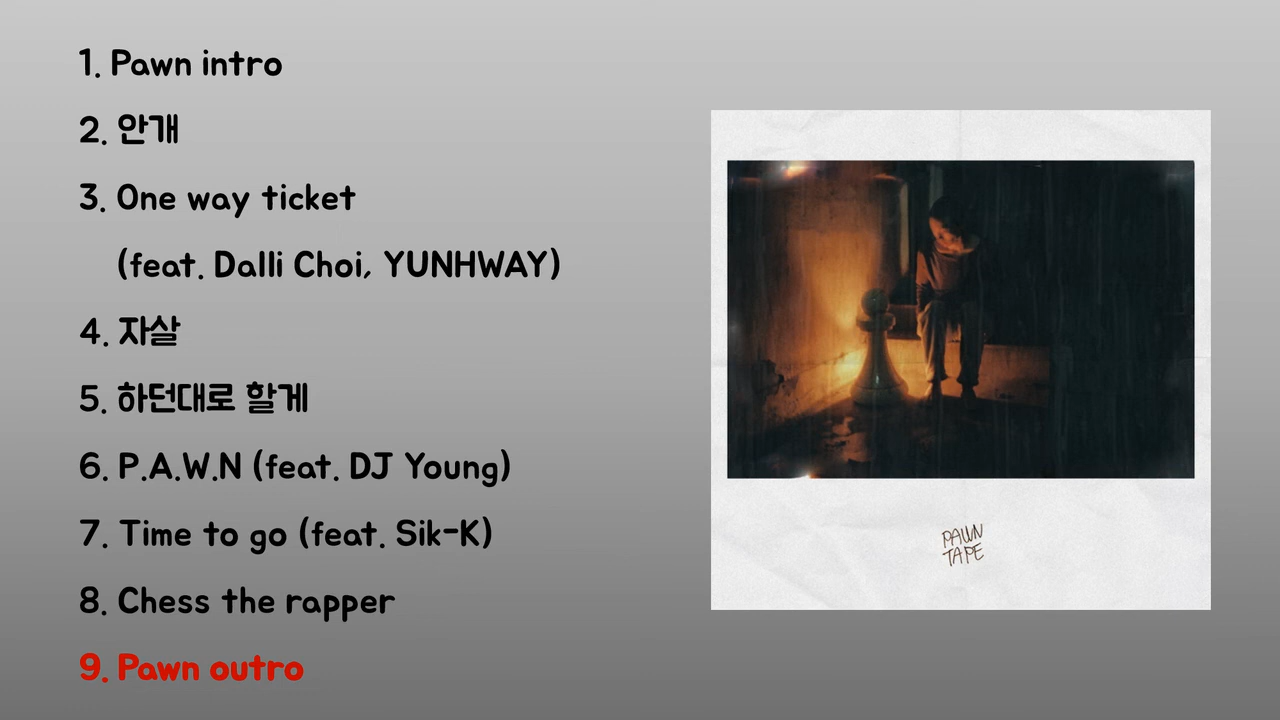 1. Pawn intro
2. 안개
3. One way ticket
(feat. Dalli Choi, YUNHWAY)
4. 자살
5. 하던대로 할게
6. P.A.W.N (feat. DJ Young)
7. Time to go (feat. Sik-K)
8. Chess the rapper
9. Pawn outro
PAWN
TAPE